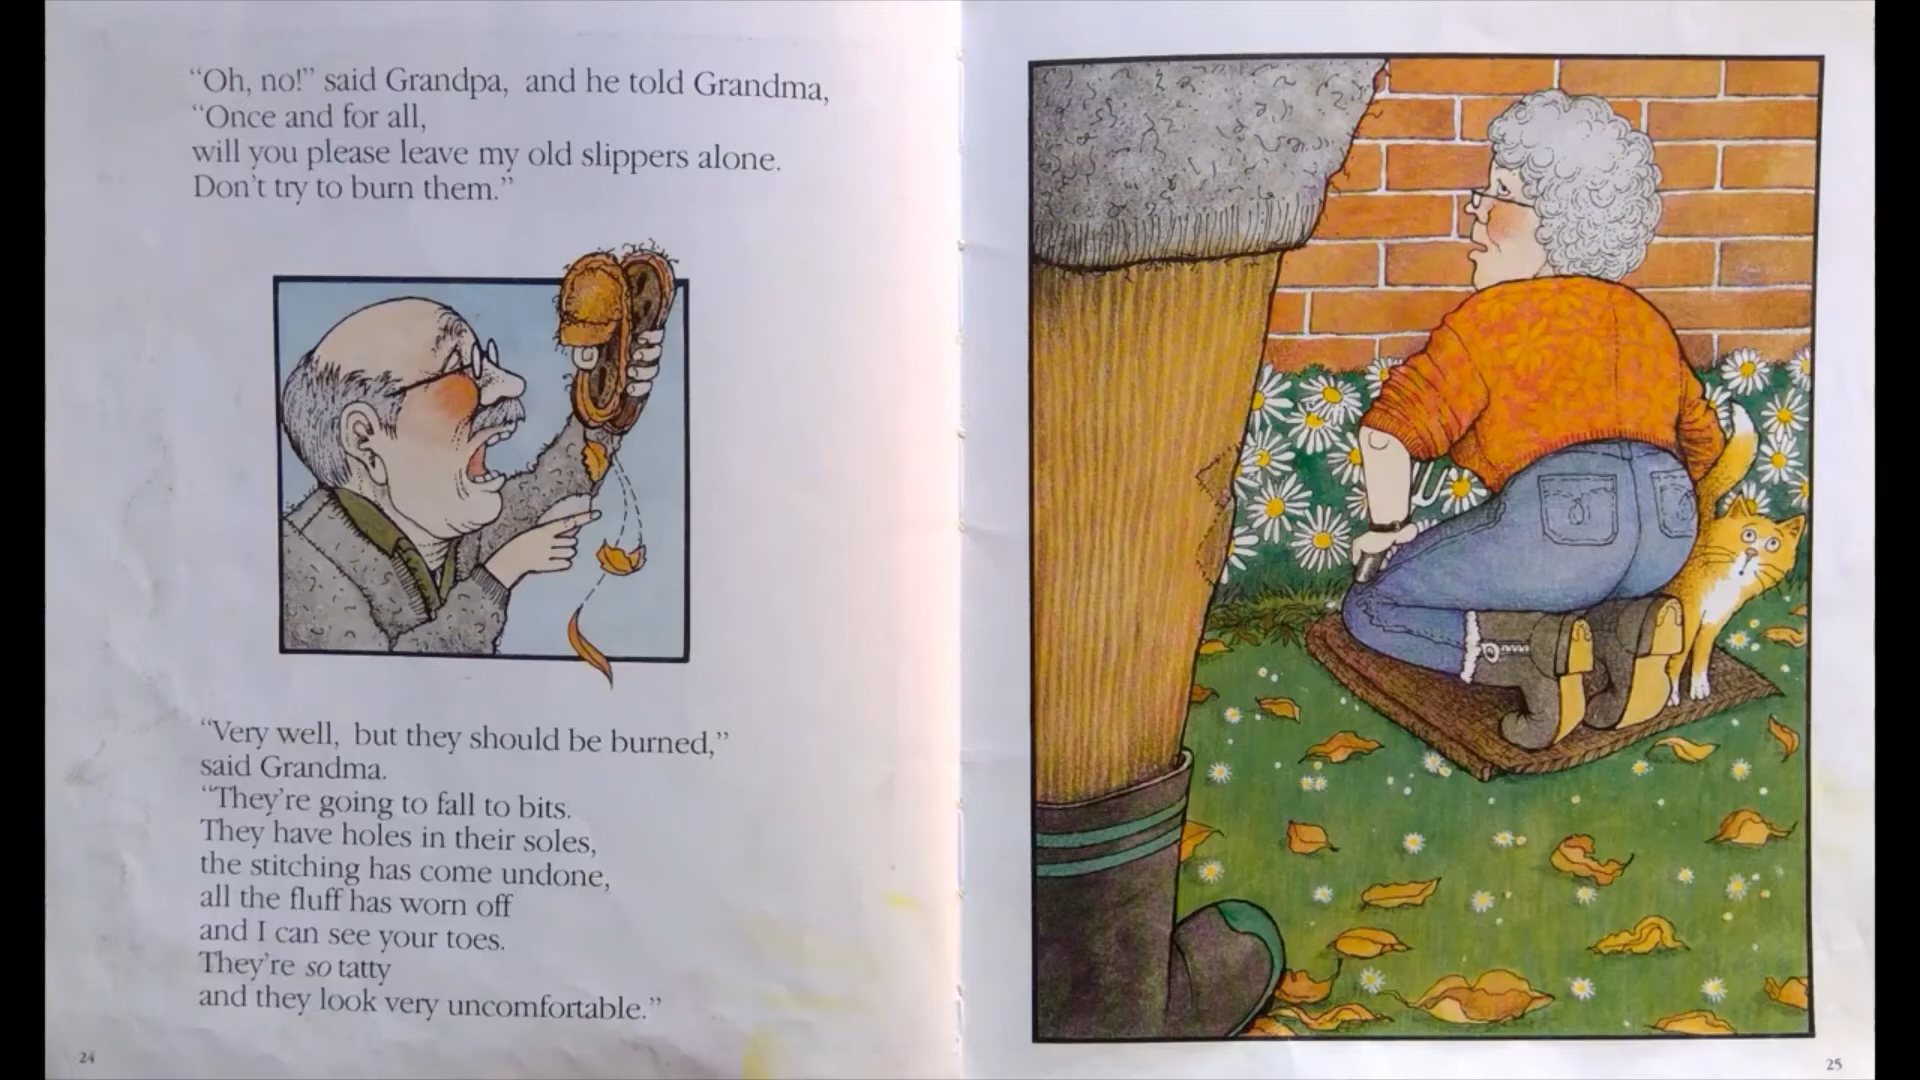 “Oh, no!” said Grandpa, and he told Grandma,
“Once and for all,
will you please leave my old slippers alone.
Don't try to burn them.”
“Very well, but they should be burned,”
said Grandma.
“They're going to fall to bits.
They have holes in their soles,
the stitching has come undone,
all the fluff has worn off
and I can see your toes.
They're so tatty
and they look very uncomfortable.”
24
25